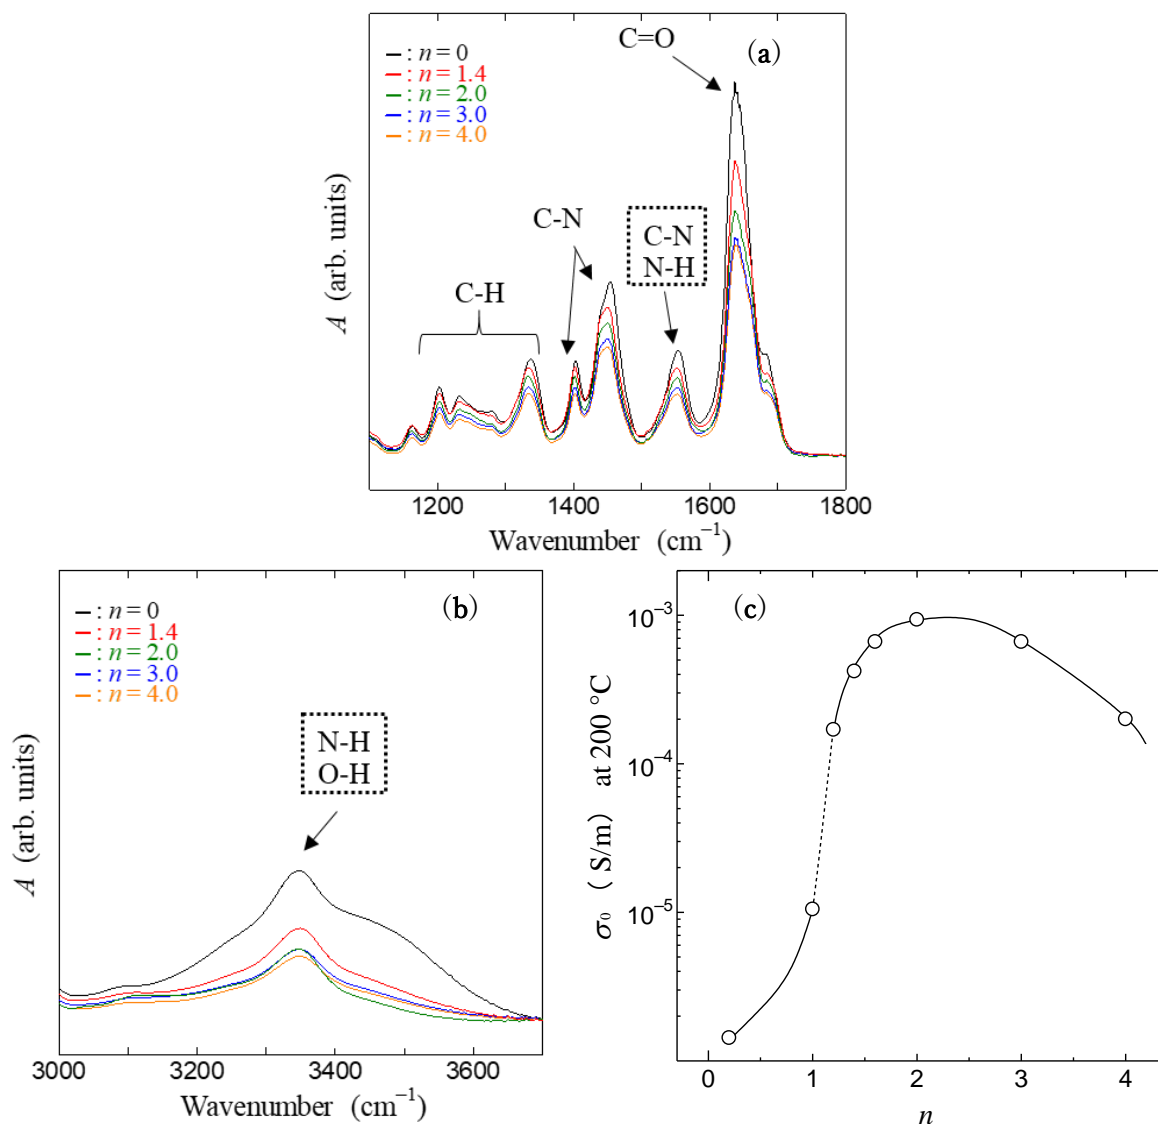 C=O
(a)
– : n = 0
– : n = 1.4
– : n = 2.0
– : n = 3.0
– : n = 4.0
C-N
C-N
N-H
C-H
A (arb. units)
1200
1400
1600
1800
Wavenumber (cm⁻¹)
(b)
– : n = 0
– : n = 1.4
– : n = 2.0
– : n = 3.0
– : n = 4.0
N-H
O-H
A (arb. units)
3000
3200
3400
3600
Wavenumber (cm⁻¹)
(c)
10⁻³
10⁻⁴
10⁻⁵
σ₀ ( S/m ) at 200 °C
0
1
2
3
4
n